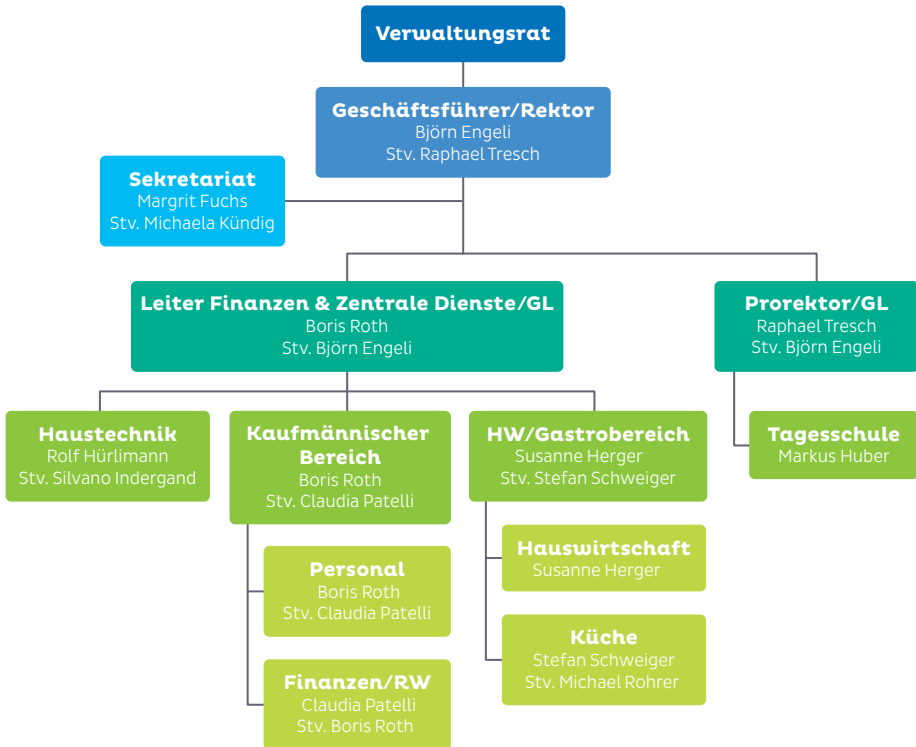 Verwaltungsrat
Geschäftsführer/Rektor
Björn Engeli
Stv. Raphael Tresch
Sekretariat
Margrit Fuchs
Stv. Michaela Kündig
Leiter Finanzen & Zentrale Dienste/GL
Boris Roth
Stv. Björn Engeli
Prorektor/GL
Raphael Tresch
Stv. Björn Engeli
Haustechnik
Rolf Hürlimann
Stv. Silvano Indergand
Kaufmännischer
Bereich
Boris Roth
Stv. Claudia Patelli
HW/Gastrobereich
Susanne Herger
Stv. Stefan Schweiger
Tagesschule
Markus Huber
Personal
Boris Roth
Stv. Claudia Patelli
Finanzen/RW
Claudia Patelli
Stv. Boris Roth
Hauswirtschaft
Susanne Herger
Küche
Stefan Schweiger
Stv. Michael Rohrer